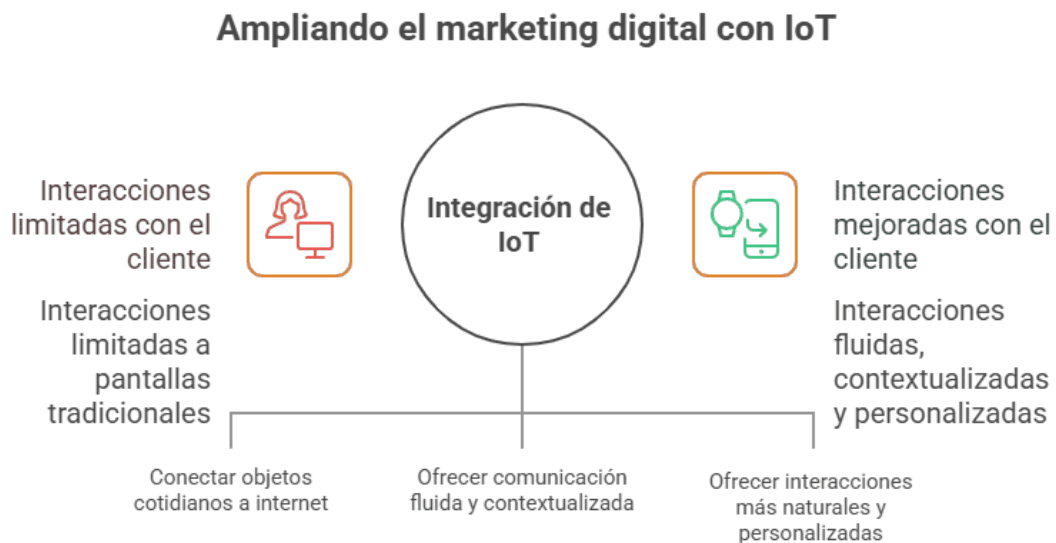 Ampliando el marketing digital con IoT
Interacciones
limitadas con el
cliente
Interacciones
limitadas a
pantallas
tradicionales
Integración de
IoT
Interacciones
mejoradas con el
cliente
Interacciones
fluidas,
contextualizadas
y personalizadas
Conectar objetos
cotidianos a internet
Ofrecer comunicación
fluida y contextualizada
Ofrecer interacciones
más naturales y
personalizadas